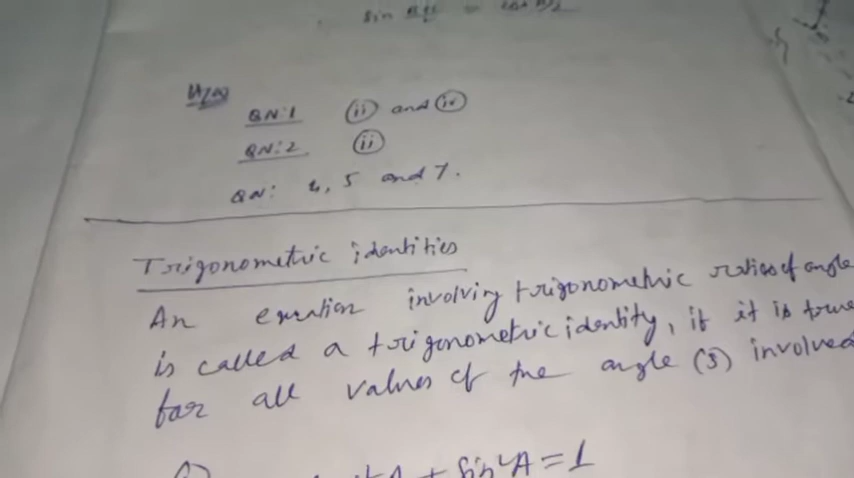 sin
H/W
QN:1 (ii) and (iv)
QN:2 (ii)
QN: 4, 5 and 7.
Trigonometric identities
An equation involving trigonometric ratios of angle
is called a trigonometric identity, if it is true
for all values of the angle (s) involved
+ sin²A = 1